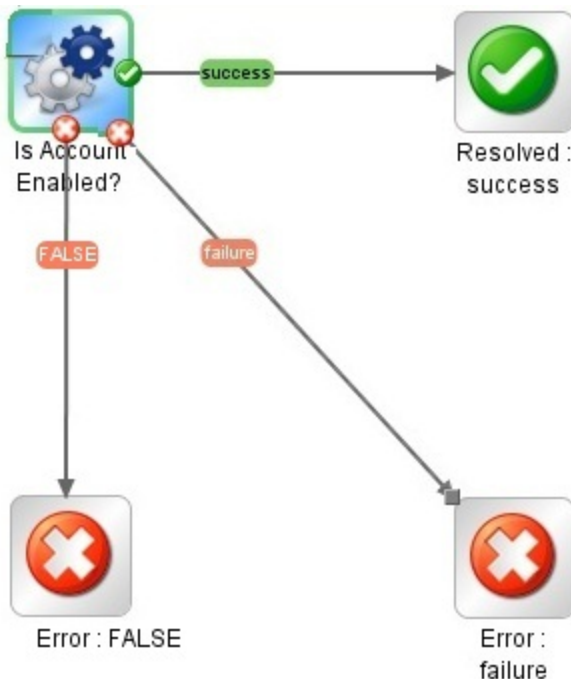 success
Is Account
Enabled?
Resolved :
success
FALSE
failure
Error : FALSE
Error :
failure